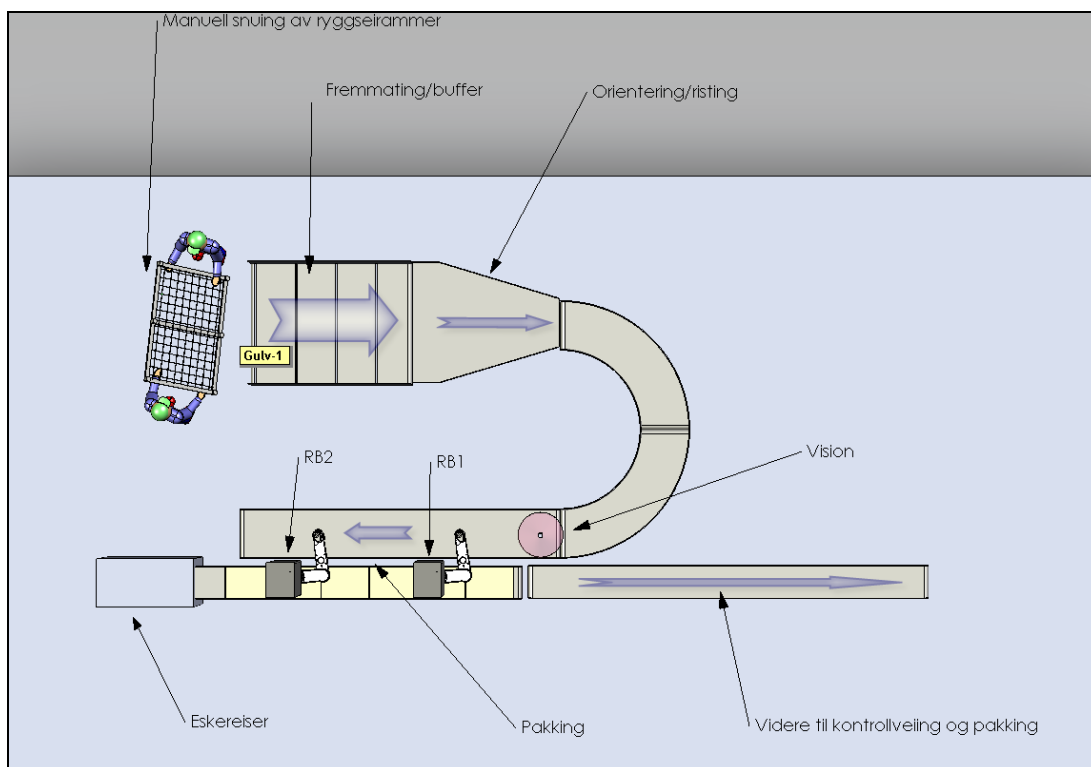 Manuell snuing av ryggseirammer
Fremmating/buffer
Orientering/risting
Gulv-1
RB2
RB1
Vision
Eskereiser
Pakking
Videre til kontrollveiing og pakking